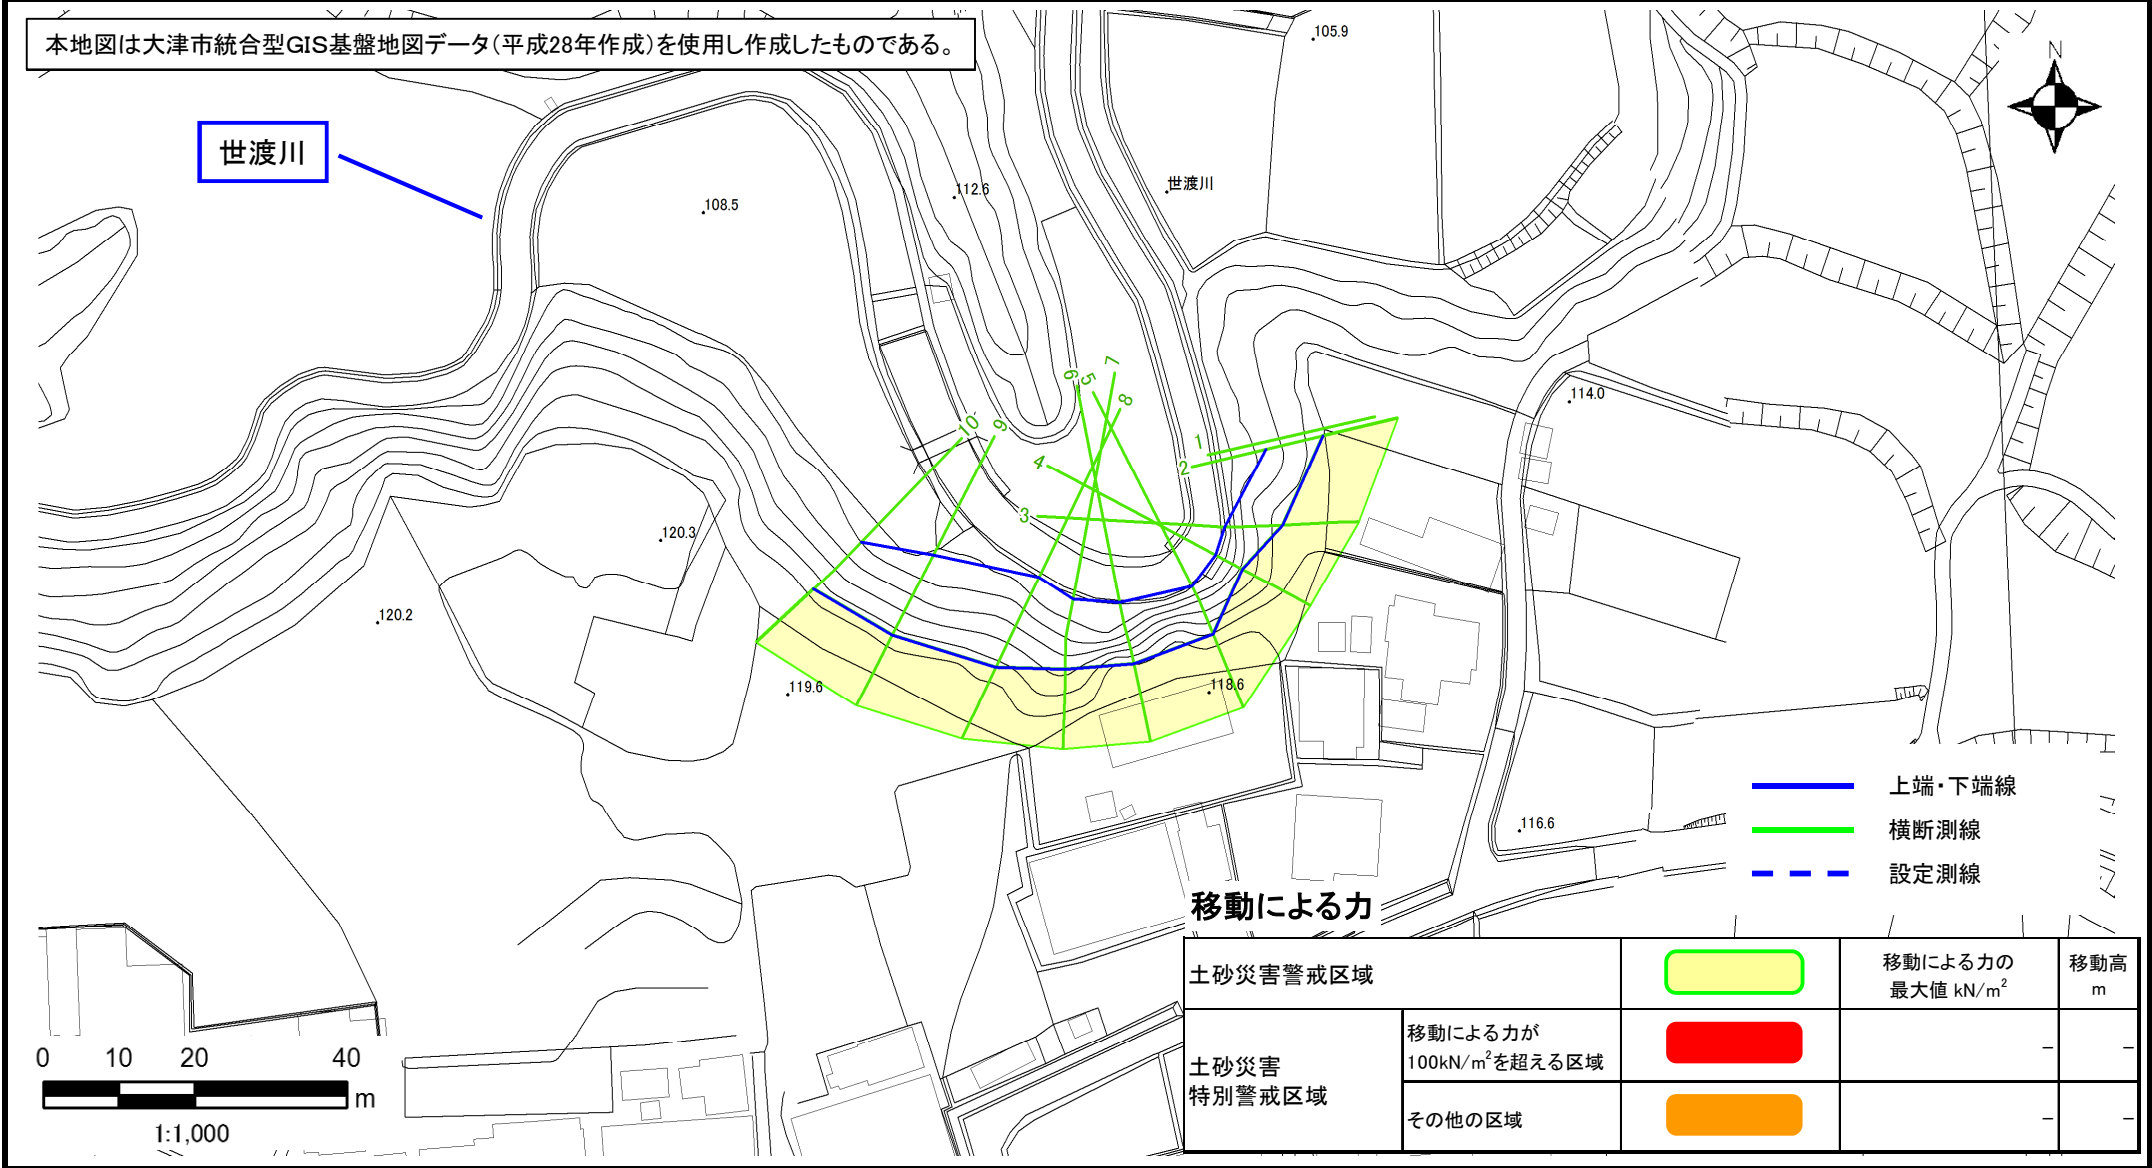 本地図は大津市統合型GIS基盤地図データ(平成28年作成)を使用し作成したものである。
N
105.9
世渡川
108.5
112.6
世渡川
7
6
5
8
10
9
4
1
2
3
114.0
120.3
120.2
119.6
118.6
116.6
上端・下端線
横断測線
設定測線
移動による力
土砂災害警戒区域
移動による力の
最大値 kN/m²
移動高
m
土砂災害
特別警戒区域
移動による力が
100kN/m²を超える区域
-
-
その他の区域
-
-
0 10 20 40
m
1:1,000